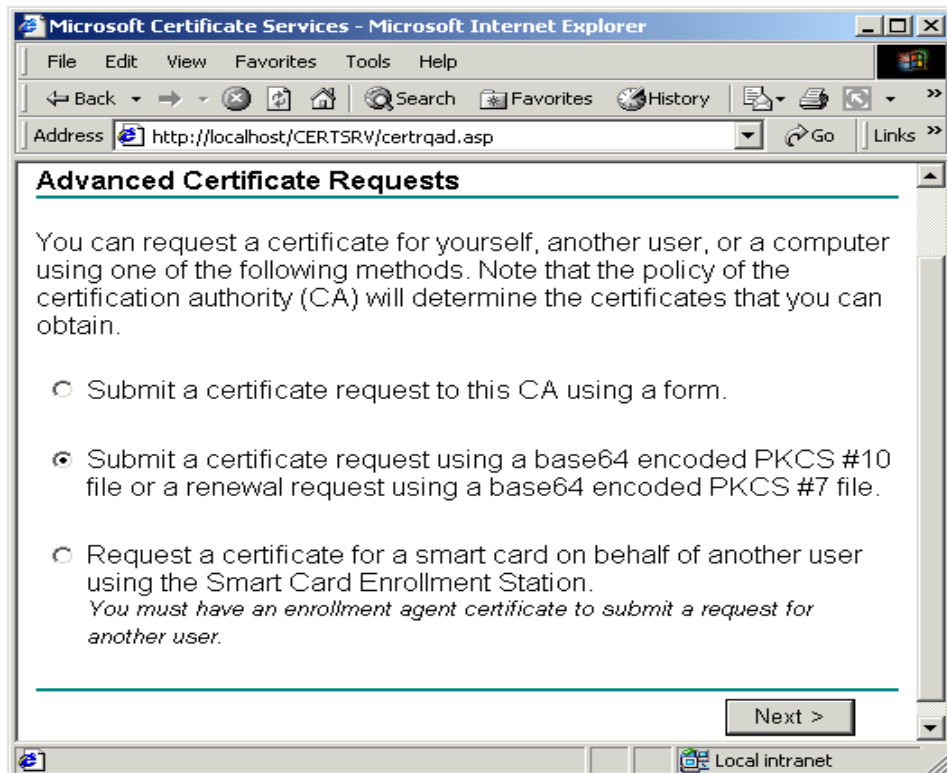 Microsoft Certificate Services - Microsoft Internet Explorer
File Edit View Favorites Tools Help
Back Search Favorites History
Address http://localhost/CERTSRV/certrqad.asp Go Links »
Advanced Certificate Requests
You can request a certificate for yourself, another user, or a computer
using one of the following methods. Note that the policy of the
certification authority (CA) will determine the certificates that you can
obtain.
Submit a certificate request to this CA using a form.
Submit a certificate request using a base64 encoded PKCS #10
file or a renewal request using a base64 encoded PKCS #7 file.
Request a certificate for a smart card on behalf of another user
using the Smart Card Enrollment Station.
You must have an enrollment agent certificate to submit a request for
another user.
Next >
Local intranet